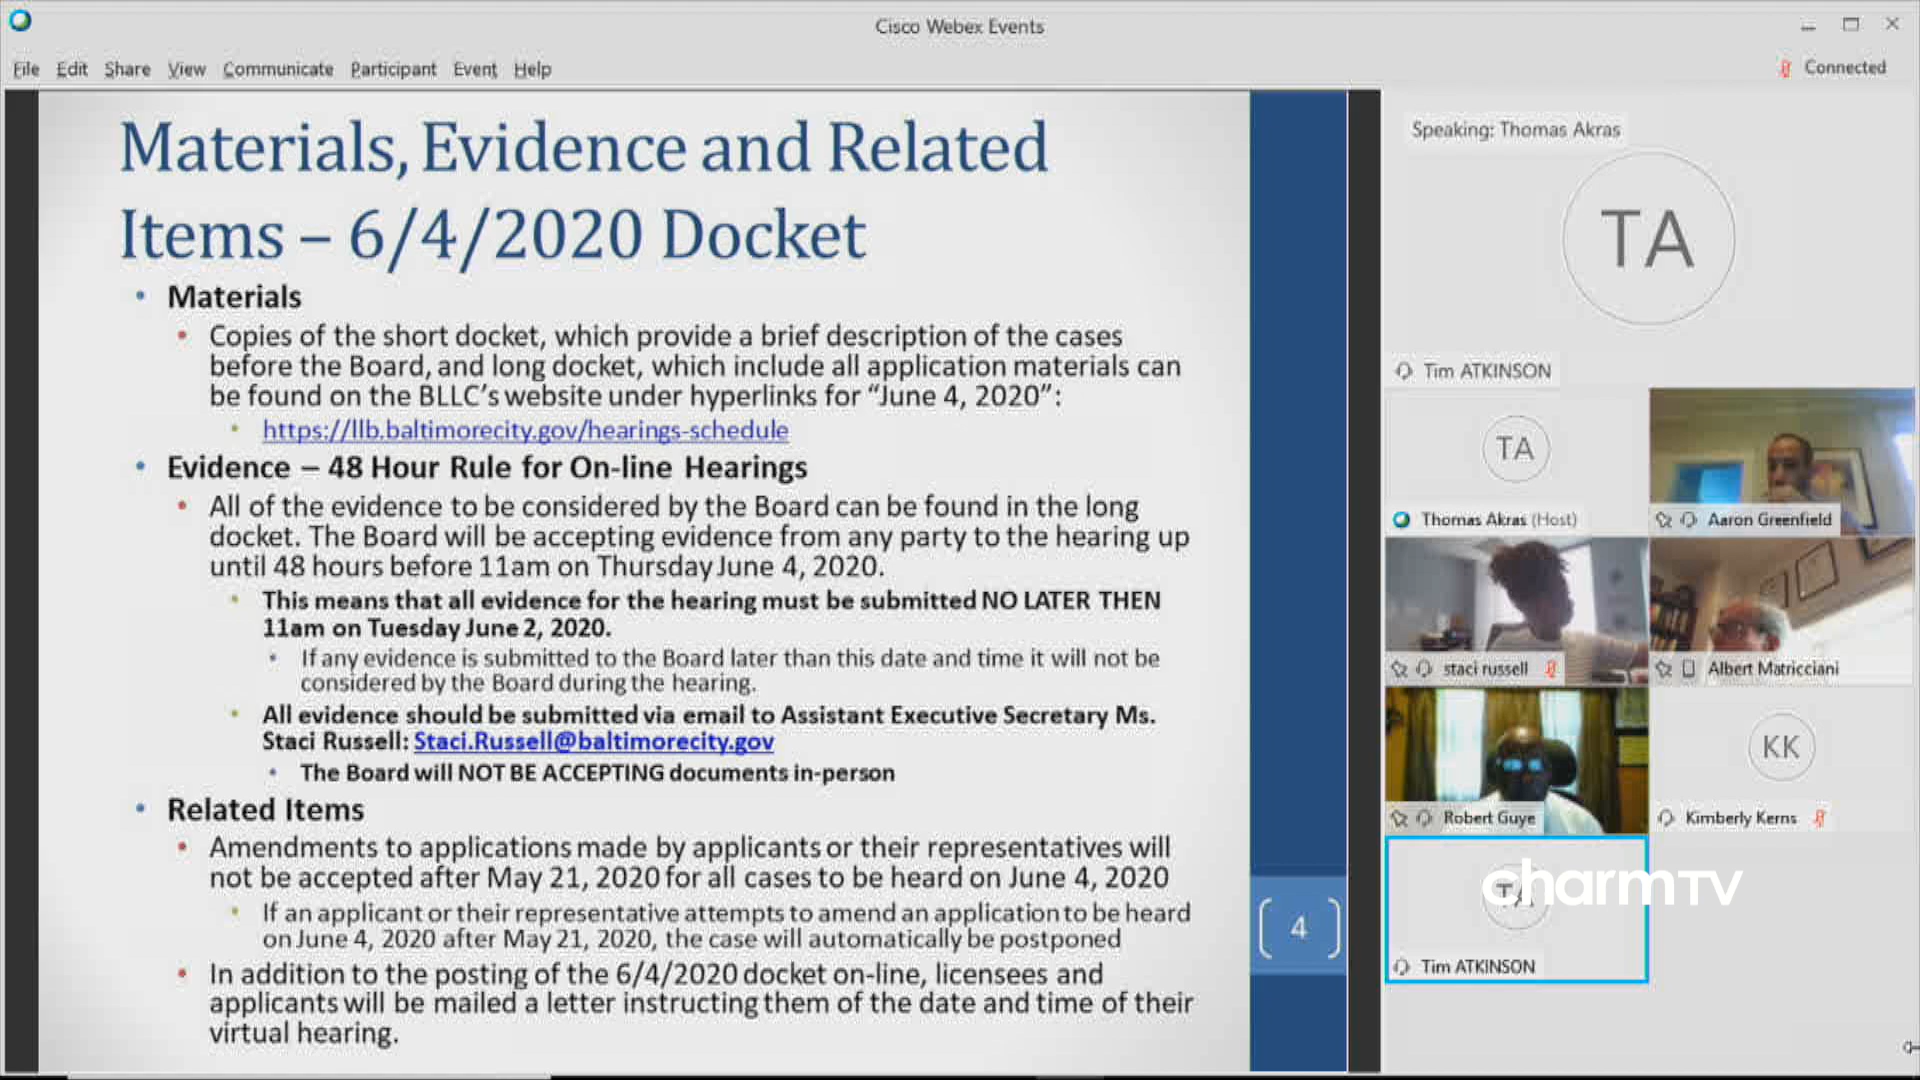 Cisco Webex Events
File Edit Share View Communicate Participant Event Help
Connected
Materials, Evidence and Related
Items – 6/4/2020 Docket
• Materials
• Copies of the short docket, which provide a brief description of the cases
before the Board, and long docket, which include all application materials can
be found on the BLLC's website under hyperlinks for “June 4, 2020”:
• https://llb.baltimorecity.gov/hearings-schedule
• Evidence – 48 Hour Rule for On-line Hearings
• All of the evidence to be considered by the Board can be found in the long
docket. The Board will be accepting evidence from any party to the hearing up
until 48 hours before 11am on Thursday June 4, 2020.
• This means that all evidence for the hearing must be submitted NO LATER THEN
11am on Tuesday June 2, 2020.
• If any evidence is submitted to the Board later than this date and time it will not be
considered by the Board during the hearing.
• All evidence should be submitted via email to Assistant Executive Secretary Ms.
Staci Russell: Staci.Russell@baltimorecity.gov
• The Board will NOT BE ACCEPTING documents in-person
• Related Items
• Amendments to applications made by applicants or their representatives will
not be accepted after May 21, 2020 for all cases to be heard on June 4, 2020
• If an applicant or their representative attempts to amend an application to be heard
on June 4, 2020 after May 21, 2020, the case will automatically be postponed
• In addition to the posting of the 6/4/2020 docket on-line, licensees and
applicants will be mailed a letter instructing them of the date and time of their
virtual hearing.
4
Speaking: Thomas Akras
TA
Tim ATKINSON
TA
Thomas Akras (Host)
Aaron Greenfield
staci russell
Albert Matricciani
Robert Guye
KK
Kimberly Kerns
TA
charmTV
Tim ATKINSON